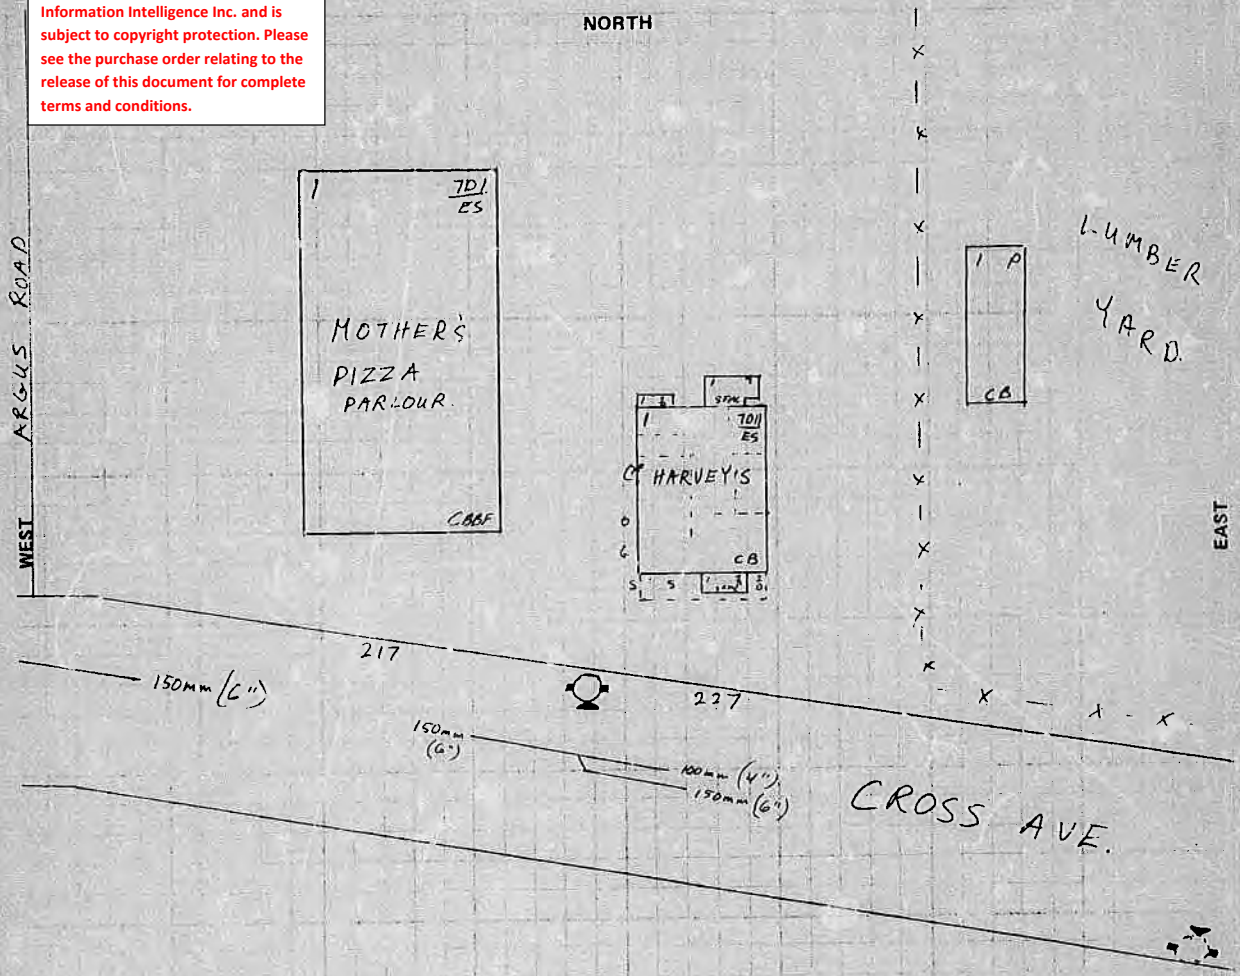 Information Intelligence Inc. and is
subject to copyright protection. Please
see the purchase order relating to the
release of this document for complete
terms and conditions.
NORTH
WEST
ARGUS ROAD
1
7D1.
ES
MOTHER'S
PIZZA
PARLOUR.
CBBF
1
7D11
ES
HARVEY'S
CB
O
S
S
1 P
CB
LUMBER
YARD.
EAST
217
227
150mm (6")
150mm
(6")
100mm (4")
150mm (6")
CROSS AVE.